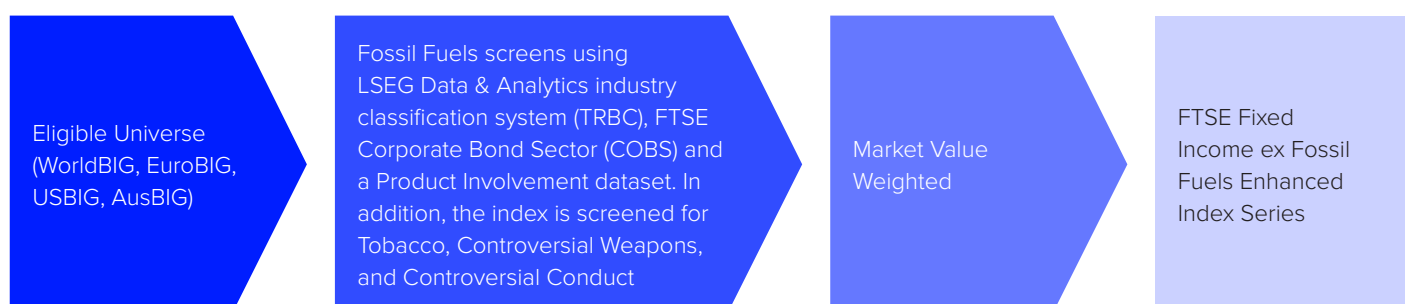 Eligible Universe
(WorldBIG, EuroBIG,
USBIG, AusBIG)
Fossil Fuels screens using
LSEG Data & Analytics industry
classification system (TRBC), FTSE
Corporate Bond Sector (COBS) and
a Product Involvement dataset. In
addition, the index is screened for
Tobacco, Controversial Weapons,
and Controversial Conduct
Market Value
Weighted
FTSE Fixed
Income ex Fossil
Fuels Enhanced
Index Series